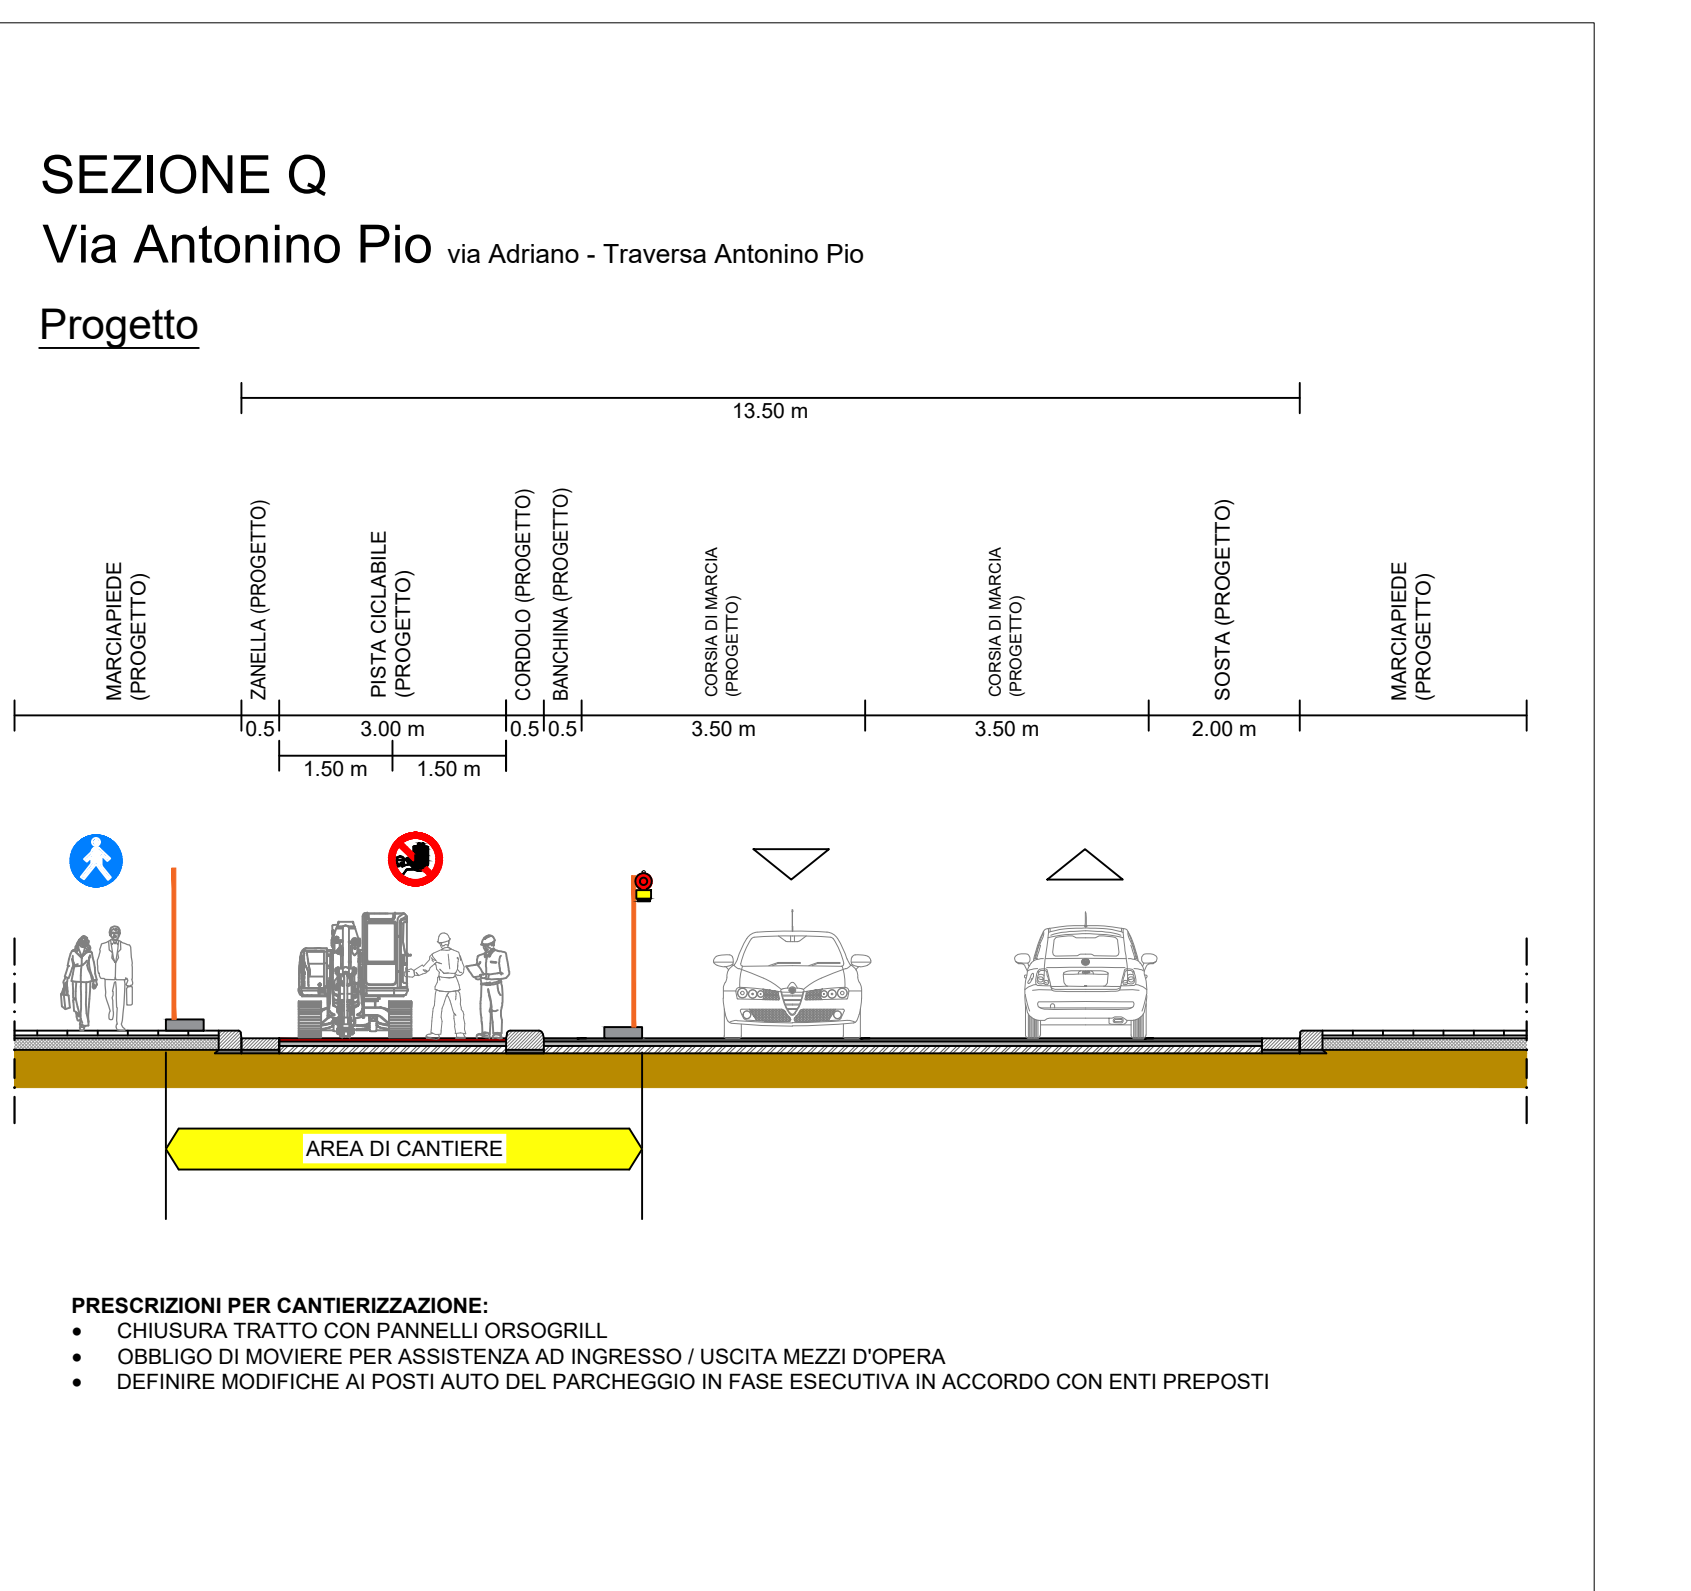 SEZIONE Q
Via Antonino Pio via Adriano - Traversa Antonino Pio
Progetto
13.50 m
MARCIAPIEDE
(PROGETTO)
ZANELLA (PROGETTO)
PISTA CICLABILE
(PROGETTO)
CORDOLO (PROGETTO)
BANCHINA (PROGETTO)
CORSIA DI MARCIA
(PROGETTO)
CORSIA DI MARCIA
(PROGETTO)
SOSTA (PROGETTO)
MARCIAPIEDE
(PROGETTO)
0.5 3.00 m 0.5 0.5 3.50 m 3.50 m 2.00 m
1.50 m 1.50 m
AREA DI CANTIERE
PRESCRIZIONI PER CANTIERIZZAZIONE:
• CHIUSURA TRATTO CON PANNELLI ORSOGRILL
• OBBLIGO DI MOVIERE PER ASSISTENZA AD INGRESSO / USCITA MEZZI D'OPERA
• DEFINIRE MODIFICHE AI POSTI AUTO DEL PARCHEGGIO IN FASE ESECUTIVA IN ACCORDO CON ENTI PREPOSTI